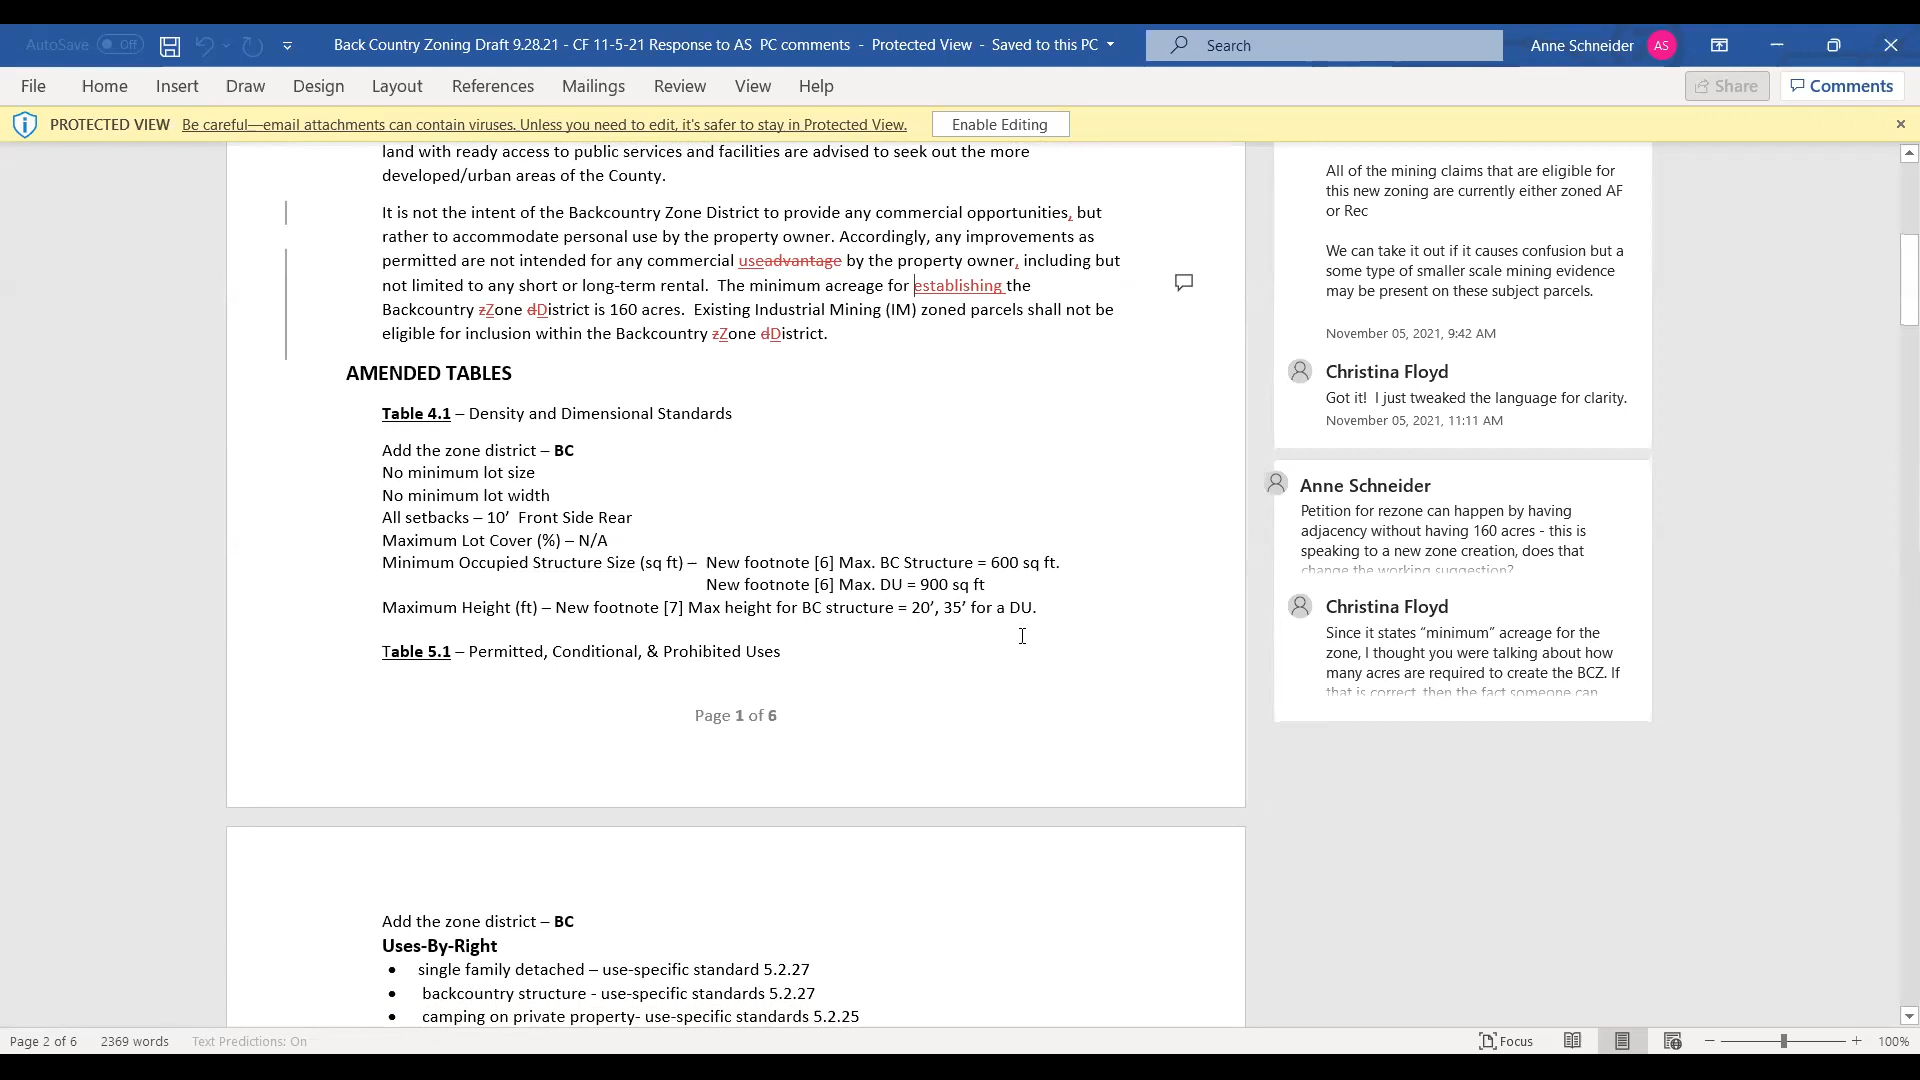 AutoSave Off Back Country Zoning Draft 9.28.21 - CF 11-5-21 Response to AS PC comments - Protected View - Saved to this PC Search Anne Schneider AS
File Home Insert Draw Design Layout References Mailings Review View Help Share Comments
PROTECTED VIEW Be careful—email attachments can contain viruses. Unless you need to edit, it's safer to stay in Protected View. Enable Editing
land with ready access to public services and facilities are advised to seek out the more
developed/urban areas of the County.
It is not the intent of the Backcountry Zone District to provide any commercial opportunities, but
rather to accommodate personal use by the property owner. Accordingly, any improvements as
permitted are not intended for any commercial useadvantage by the property owner, including but
not limited to any short or long-term rental. The minimum acreage for establishing the
Backcountry zZone dDistrict is 160 acres. Existing Industrial Mining (IM) zoned parcels shall not be
eligible for inclusion within the Backcountry zZone dDistrict.
AMENDED TABLES
Table 4.1 – Density and Dimensional Standards
Add the zone district – BC
No minimum lot size
No minimum lot width
All setbacks – 10’ Front Side Rear
Maximum Lot Cover (%) – N/A
Minimum Occupied Structure Size (sq ft) – New footnote [6] Max. BC Structure = 600 sq ft.
New footnote [6] Max. DU = 900 sq ft
Maximum Height (ft) – New footnote [7] Max height for BC structure = 20’, 35’ for a DU.
Table 5.1 – Permitted, Conditional, & Prohibited Uses
Page 1 of 6
Add the zone district – BC
Uses-By-Right
• single family detached – use-specific standard 5.2.27
• backcountry structure - use-specific standards 5.2.27
• camping on private property- use-specific standards 5.2.25
All of the mining claims that are eligible for
this new zoning are currently either zoned AF
or Rec
We can take it out if it causes confusion but a
some type of smaller scale mining evidence
may be present on these subject parcels.
November 05, 2021, 9:42 AM
Christina Floyd
Got it! I just tweaked the language for clarity.
November 05, 2021, 11:11 AM
Anne Schneider
Petition for rezone can happen by having
adjacency without having 160 acres - this is
speaking to a new zone creation, does that
change the working suggestion?
Christina Floyd
Since it states “minimum” acreage for the
zone, I thought you were talking about how
many acres are required to create the BCZ. If
that is correct, then the fact someone can
Page 2 of 6 2369 words Text Predictions: On Focus 100%